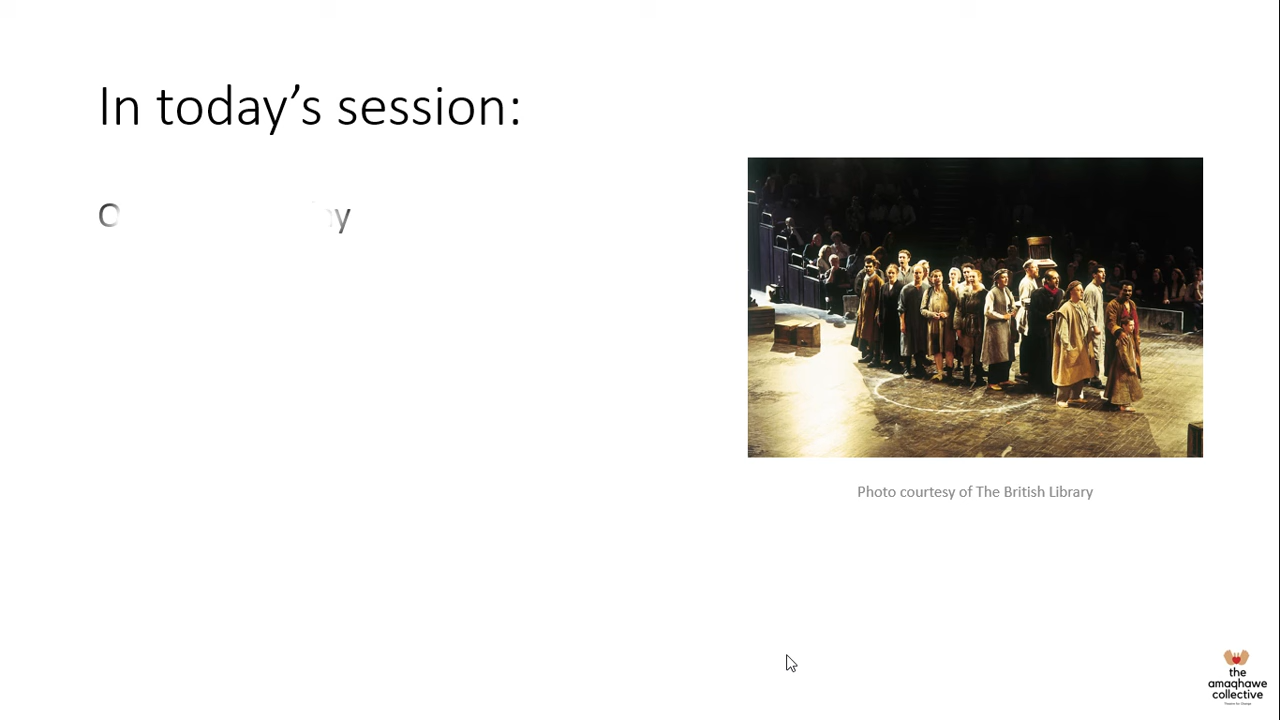 In today’s session:
Photo courtesy of The British Library
the
amaqhawe
collective